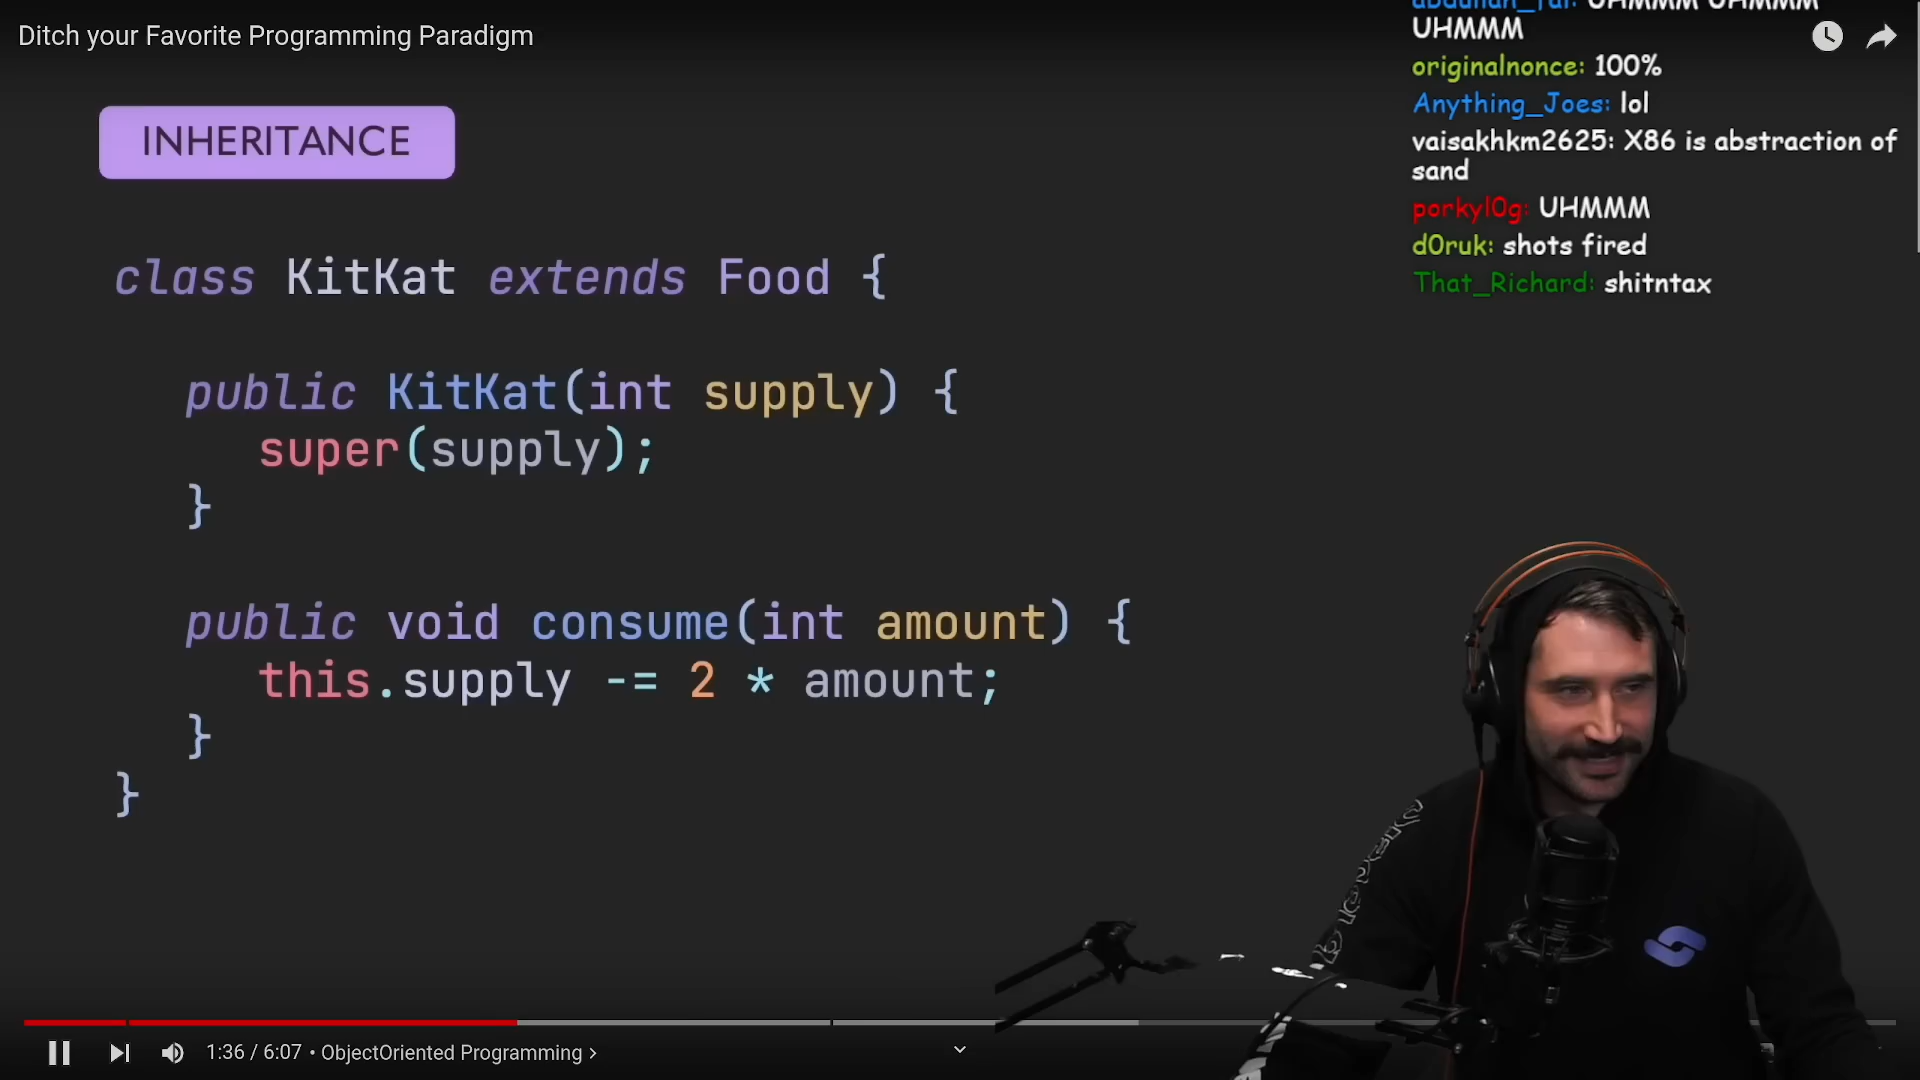 Ditch your Favorite Programming Paradigm
INHERITANCE
class KitKat extends Food {
public KitKat(int supply) {
super(supply);
}
public void consume(int amount) {
this.supply -= 2 * amount;
}
}
UHMMM
originalnonce: 100%
Anything_Joes: lol
vaisakhkm2625: X86 is abstraction of
sand
porkyl0g: UHMMM
d0ruk: shots fired
That_Richard: shitntax
1:36 / 6:07 • ObjectOriented Programming >